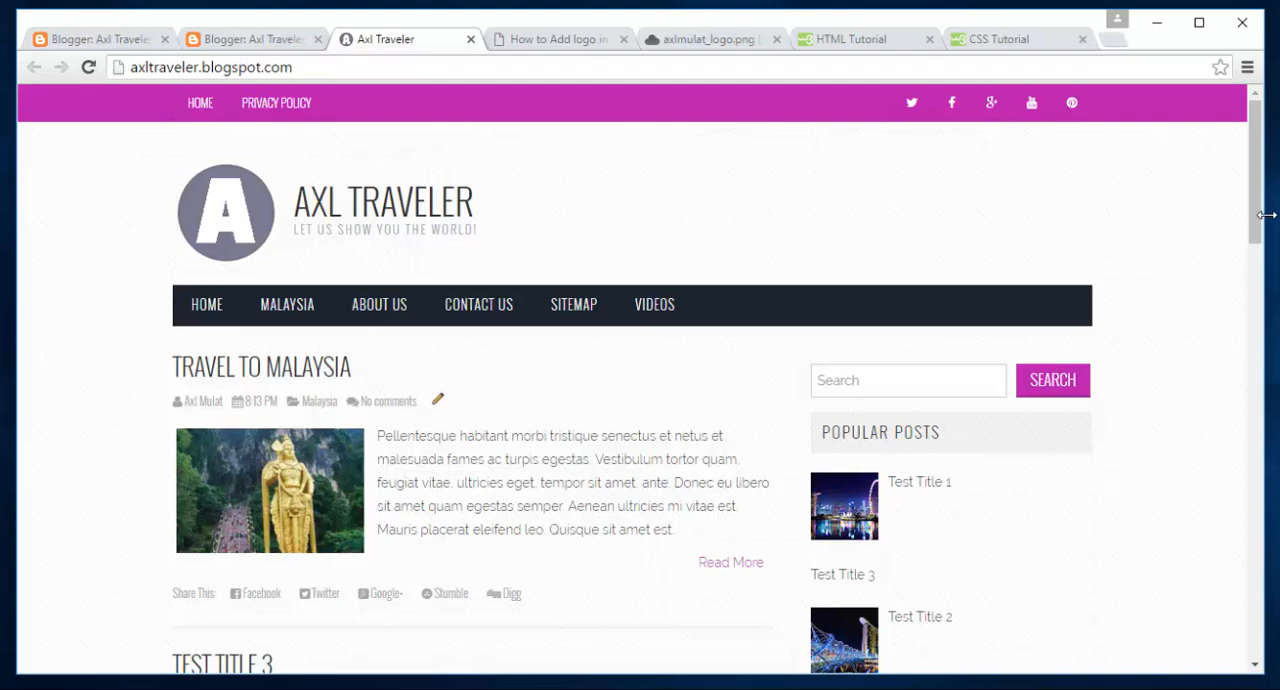 Blogger: Axl Travele
Blogger: Axl Travele
Axl Traveler
How to Add logo in
axlmulat_logo.png (
HTML Tutorial
CSS Tutorial
axltraveler.blogspot.com
HOME PRIVACY POLICY
A
AXL TRAVELER
LET US SHOW YOU THE WORLD!
HOME MALAYSIA ABOUT US CONTACT US SITEMAP VIDEOS
TRAVEL TO MALAYSIA
Axl Mulat 8:13 PM Malaysia No comments
Pellentesque habitant morbi tristique senectus et netus et
malesuada fames ac turpis egestas. Vestibulum tortor quam,
feugiat vitae, ultricies eget, tempor sit amet, ante. Donec eu libero
sit amet quam egestas semper. Aenean ultricies mi vitae est.
Mauris placerat eleifend leo. Quisque sit amet est...
Read More
Share This: Facebook Twitter Google+ Stumble Digg
TEST TITLE 3
Search SEARCH
POPULAR POSTS
Test Title 1
Test Title 3
Test Title 2